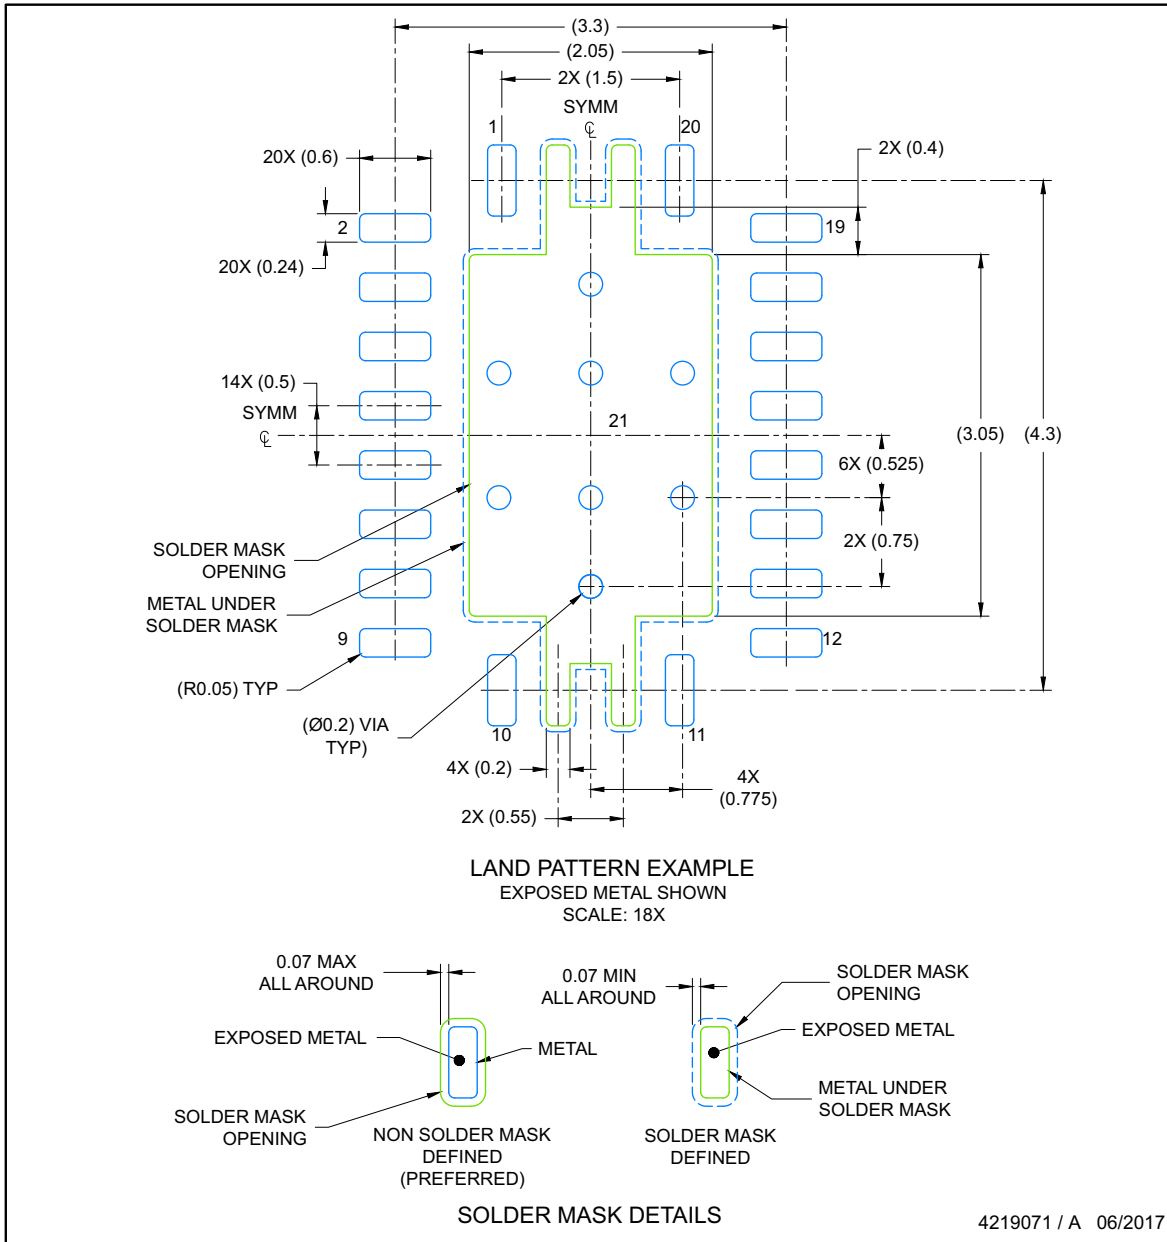 (3.3)
(2.05)
2X (1.5)
SYMM
℄
1
20
20X (0.6)
2X (0.4)
2
19
20X (0.24)
14X (0.5)
SYMM
℄
21
(3.05)
(4.3)
6X (0.525)
2X (0.75)
SOLDER MASK
OPENING
METAL UNDER
SOLDER MASK
9
12
(R0.05) TYP
(Ø0.2) VIA
TYP)
10
11
4X (0.2)
4X
(0.775)
2X (0.55)
LAND PATTERN EXAMPLE
EXPOSED METAL SHOWN
SCALE: 18X
0.07 MAX
ALL AROUND
EXPOSED METAL
METAL
SOLDER MASK
OPENING
NON SOLDER MASK
DEFINED
(PREFERRED)
0.07 MIN
ALL AROUND
SOLDER MASK
OPENING
EXPOSED METAL
METAL UNDER
SOLDER MASK
SOLDER MASK
DEFINED
SOLDER MASK DETAILS
4219071 / A 06/2017